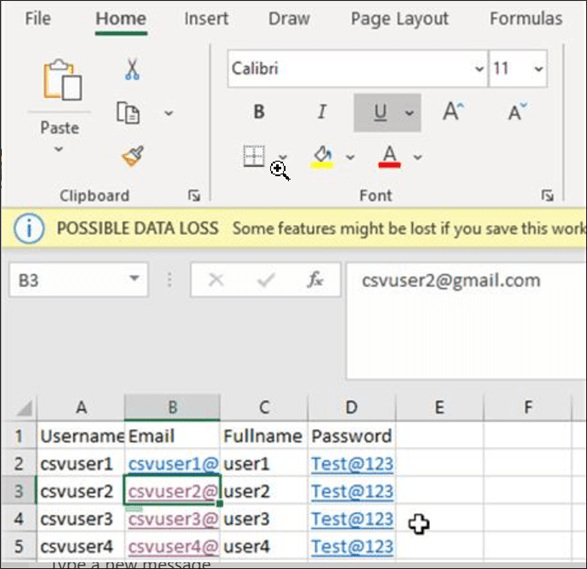 File Home Insert Draw Page Layout Formulas
Calibri 11
Paste B I U A A
A
Clipboard Font
POSSIBLE DATA LOSS Some features might be lost if you save this work
B3 fx csvuser2@gmail.com
A B C D E F
1 Username Email Fullname Password
2 csvuser1 csvuser1@ user1 Test@123
3 csvuser2 csvuser2@ user2 Test@123
4 csvuser3 csvuser3@ user3 Test@123
5 csvuser4 csvuser4@ user4 Test@123
Type a new message